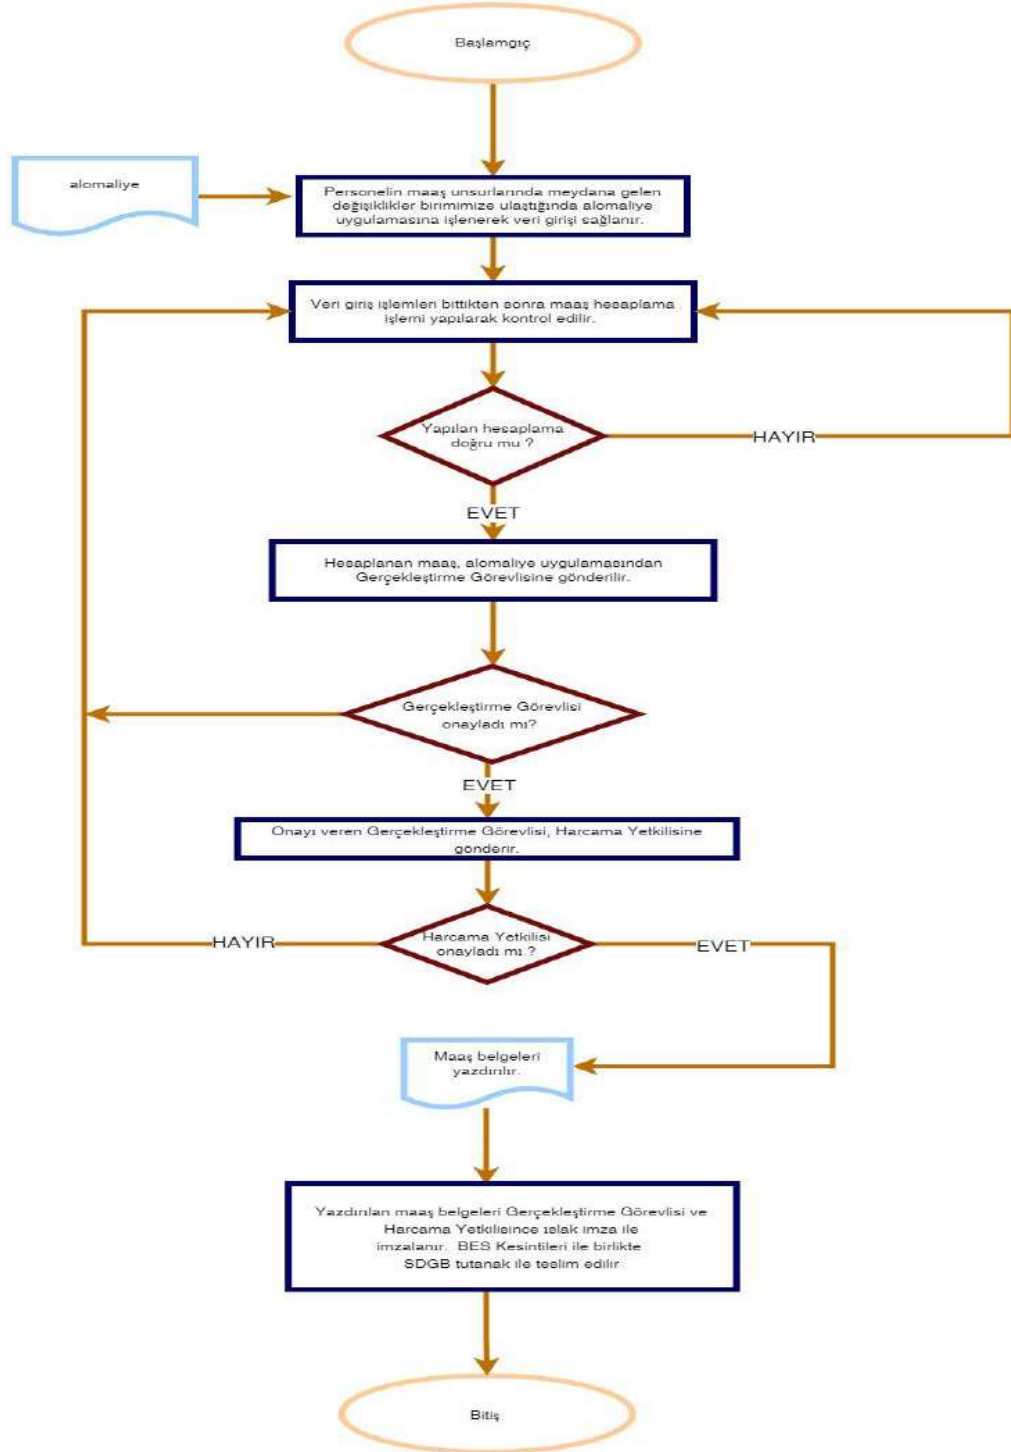 Başlamgıç
alomaliye
Personelin maaş unsurlarında meydana gelen
değişiklikler birimimize ulaştığında alomaliye
uygulamasına işlenerek veri girişi sağlanır.
Veri giriş işlemleri bittikten sonra maaş hesaplama
işlemi yapılarak kontrol edilir.
Yapılan hesaplama
doğru mu ?
HAYIR
EVET
Hesaplanan maaş, alomaliye uygulamasından
Gerçekleştirme Görevlisine gönderilir.
Gerçekleştirme Görevlisi
onayladı mı?
EVET
Onayı veren Gerçekleştirme Görevlisi, Harcama Yetkilisine
gönderir.
HAYIR
Harcama Yetkilisi
onayladı mı ?
EVET
Maaş belgeleri
yazdırılır.
Yazdırılan maaş belgeleri Gerçekleştirme Görevlisi ve
Harcama Yetkilisince ıslak imza ile
imzalanır. BES Kesintileri ile birlikte
SDGB tutanak ile teslim edilir
Bitiş